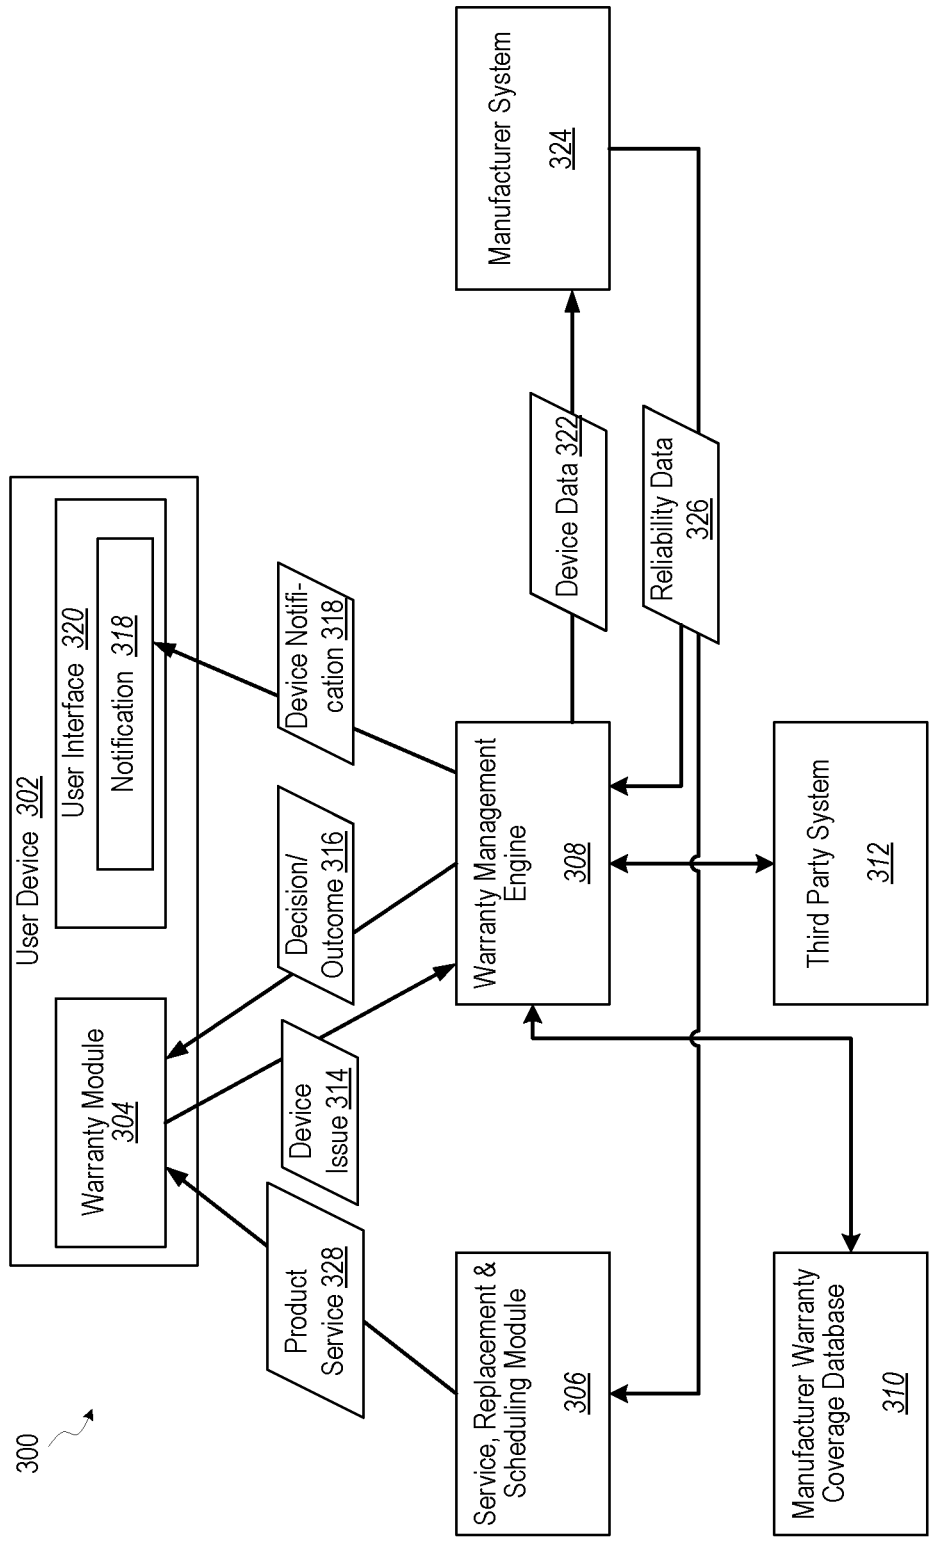 300
User Device 302
Warranty Module
304
User Interface 320
Notification 318
Product
Service 328
Device
Issue 314
Decision/
Outcome 316
Device Notifi-
cation 318
Service, Replacement &
Scheduling Module
306
Warranty Management
Engine
308
Device Data 322
Manufacturer System
324
Reliability Data
326
Manufacturer Warranty
Coverage Database
310
Third Party System
312